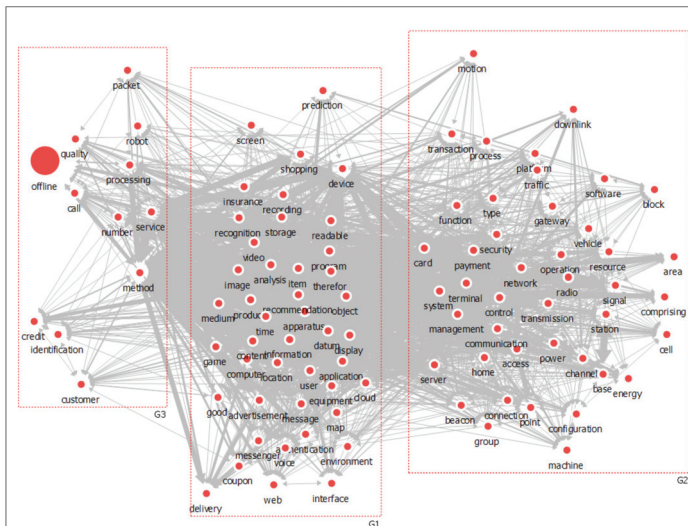 motion
packet
prediction
downlink
screen
robot
transaction
process
quality
shopping
platform
traffic
offline
processing
device
software
block
call
insurance
recording
function
type
gateway
number
service
recognition
storage
readable
security
vehicle
video
program
card
payment
operation
resource
area
method
image
analysis
item
therefor
network
radio
signal
system
terminal
medium
produc
recommendation
object
management
control
transmission
station
comprising
credit
time
apparatus
identification
content
information
datum
display
communication
power
cell
game
computer
location
application
server
home
access
channel
base
energy
customer
user
equipment
cloud
good
advertisement
message
map
beacon
connection
point
configuration
G3
group
messenger
authentication
voice
environment
machine
coupon
delivery
web
interface
G2
G1